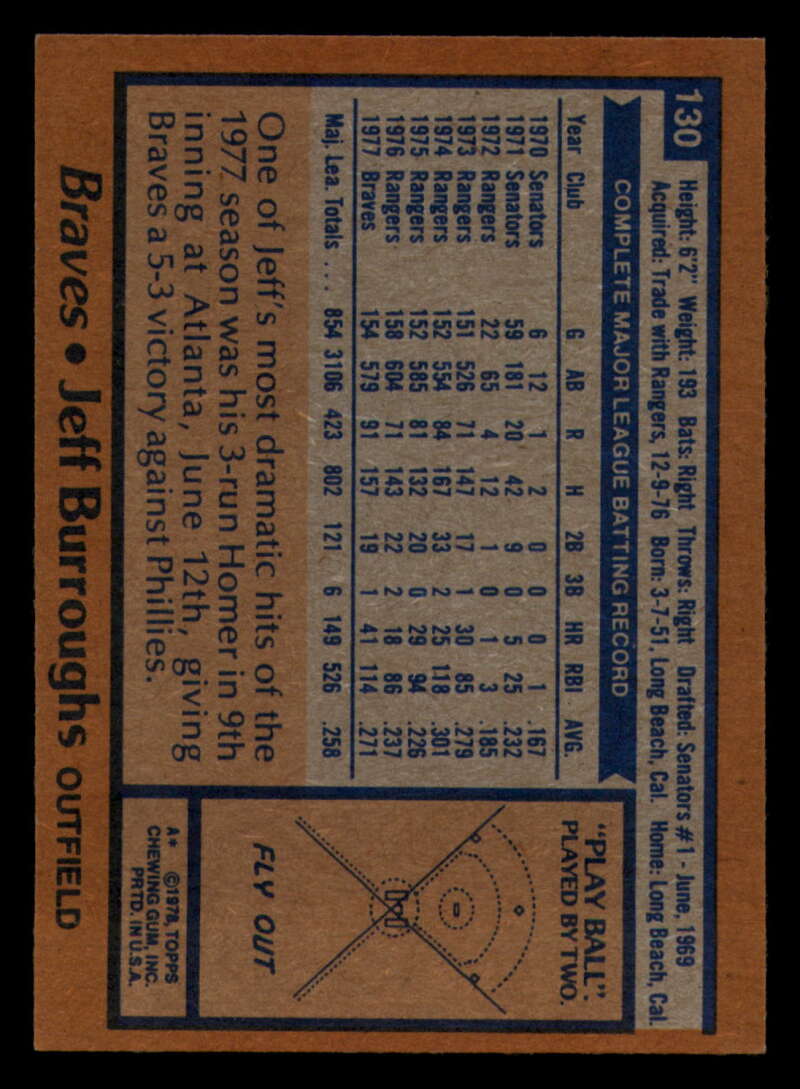 130
Height: 6'2" Weight: 193 Bats: Right Throws: Right Drafted: Senators #1 - June, 1969
Acquired: Trade with Rangers, 12-9-76 Born: 3-7-51, Long Beach, Cal. Home: Long Beach, Cal.
COMPLETE MAJOR LEAGUE BATTING RECORD
Year Club G AB R H 2B 3B HR RBI AVG.
1970 Senators 6 12 1 2 0 0 0 1 .167
1971 Senators 59 181 20 42 9 0 5 25 .232
1972 Rangers 22 65 4 12 1 0 1 3 .185
1973 Rangers 151 526 71 147 17 1 30 85 .279
1974 Rangers 152 554 84 167 33 2 25 118 .301
1975 Rangers 152 585 81 132 20 0 29 94 .226
1976 Rangers 158 604 71 143 22 2 18 86 .237
1977 Braves 154 579 91 157 19 1 41 114 .271
Maj. Lea. Totals ... 854 3106 423 802 121 6 149 526 .258
One of Jeff's most dramatic hits of the
1977 season was his 3-run Homer in 9th
inning at Atlanta, June 12th, giving
Braves a 5-3 victory against Phillies.
"PLAY BALL".
PLAYED BY TWO.
FLY OUT
A* ©1978, TOPPS
CHEWING GUM, INC.
PRTD. IN U.S.A.
Braves • Jeff Burroughs OUTFIELD